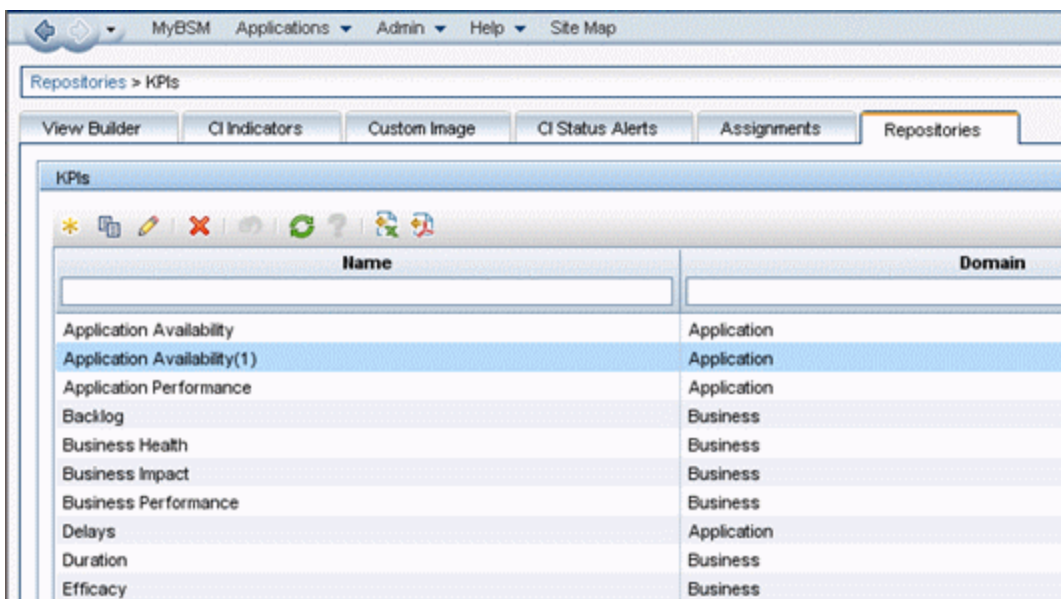 MyBSM Applications Admin Help Site Map
Repositories > KPIs
View Builder CI Indicators Custom Image CI Status Alerts Assignments Repositories
KPIs
Name Domain
Application Availability Application
Application Availability(1) Application
Application Performance Application
Backlog Business
Business Health Business
Business Impact Business
Business Performance Business
Delays Application
Duration Business
Efficacy Business